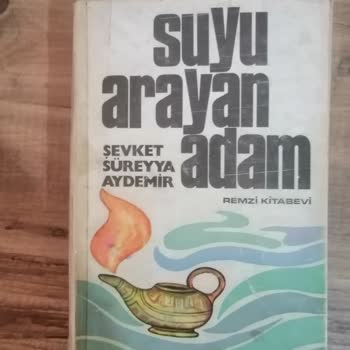 suyu
arayan
adam
ŞEVKET
SÜREYYA
AYDEMİR
REMZİ KİTABEVİ